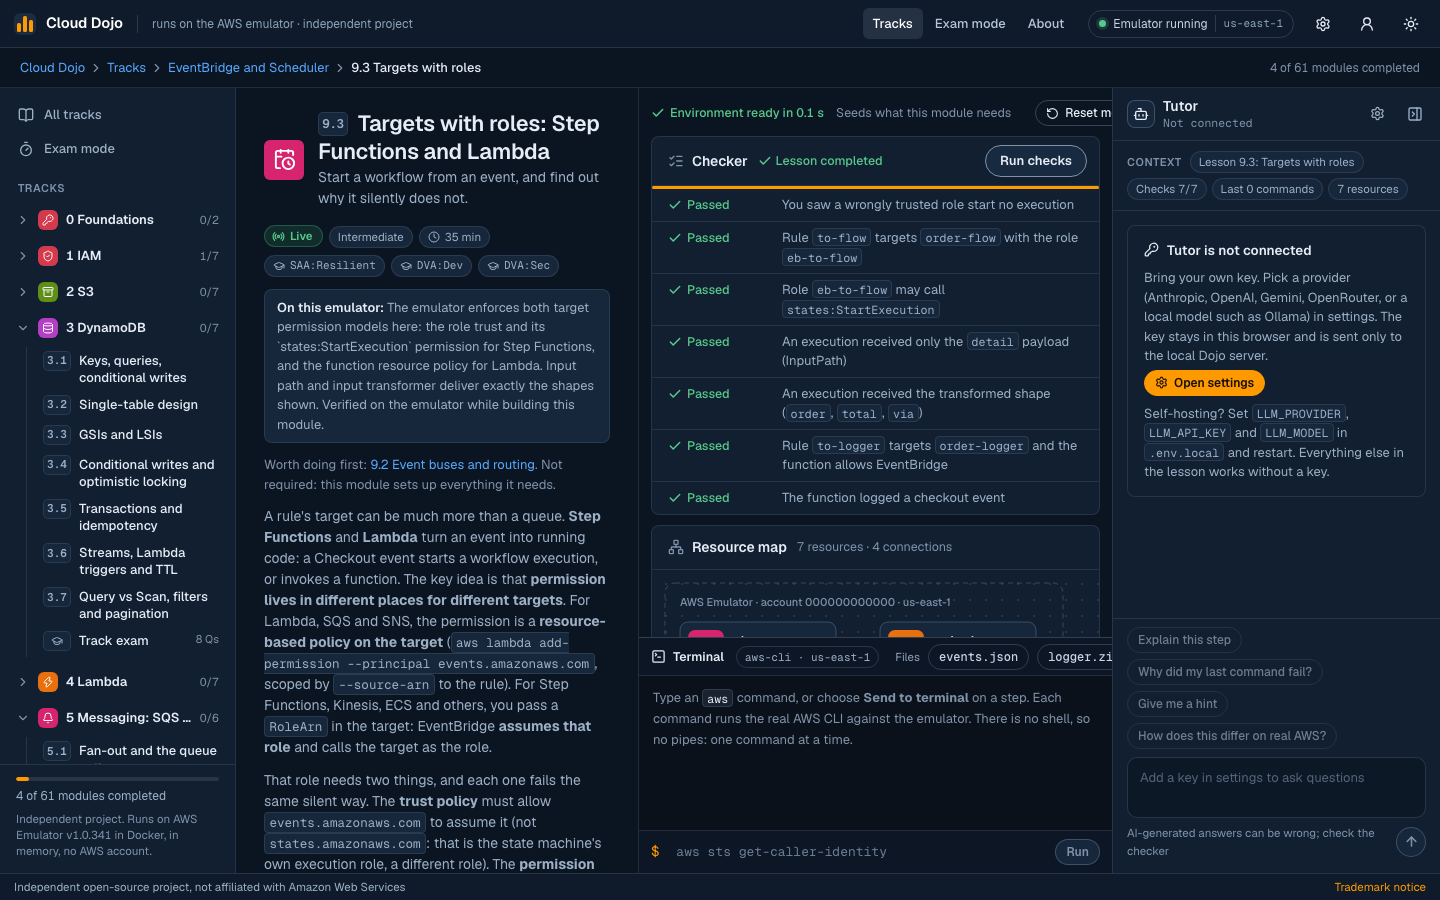 Cloud Dojo
runs on the AWS emulator · independent project
Tracks
Exam mode
About
Emulator running
us-east-1
Cloud Dojo
Tracks
EventBridge and Scheduler
9.3 Targets with roles
4 of 61 modules completed
All tracks
Exam mode
TRACKS
0 Foundations 0/2
1 IAM 1/7
2 S3 0/7
3 DynamoDB 0/7
3.1 Keys, queries,
conditional writes
3.2 Single-table design
3.3 GSIs and LSIs
3.4 Conditional writes and
optimistic locking
3.5 Transactions and
idempotency
3.6 Streams, Lambda
triggers and TTL
3.7 Query vs Scan, filters
and pagination
Track exam 8 Qs
4 Lambda 0/7
5 Messaging: SQS ... 0/6
5.1 Fan-out and the queue
4 of 61 modules completed
Independent project. Runs on AWS
Emulator v1.0.341 in Docker, in
memory, no AWS account.
9.3 Targets with roles: Step
Functions and Lambda
Start a workflow from an event, and find out
why it silently does not.
Live
Intermediate
35 min
SAA:Resilient
DVA:Dev
DVA:Sec
On this emulator: The emulator enforces both target
permission models here: the role trust and its
`states:StartExecution` permission for Step Functions,
and the function resource policy for Lambda. Input
path and input transformer deliver exactly the shapes
shown. Verified on the emulator while building this
module.
Worth doing first: 9.2 Event buses and routing. Not
required: this module sets up everything it needs.
A rule's target can be much more than a queue. Step
Functions and Lambda turn an event into running
code: a Checkout event starts a workflow execution,
or invokes a function. The key idea is that permission
lives in different places for different targets. For
Lambda, SQS and SNS, the permission is a resource-
based policy on the target (aws lambda add-
permission --principal events.amazonaws.com,
scoped by --source-arn to the rule). For Step
Functions, Kinesis, ECS and others, you pass a
RoleArn in the target: EventBridge assumes that
role and calls the target as the role.
That role needs two things, and each one fails the
same silent way. The trust policy must allow
events.amazonaws.com to assume it (not
states.amazonaws.com: that is the state machine's
own execution role, a different role). The permission
Environment ready in 0.1 s
Seeds what this module needs
Reset m
Checker
Lesson completed
Run checks
Passed You saw a wrongly trusted role start no execution
Passed Rule to-flow targets order-flow with the role
eb-to-flow
Passed Role eb-to-flow may call
states:StartExecution
Passed An execution received only the detail payload
(InputPath)
Passed An execution received the transformed shape
(order, total, via)
Passed Rule to-logger targets order-logger and the
function allows EventBridge
Passed The function logged a checkout event
Resource map 7 resources · 4 connections
AWS Emulator · account 000000000000 · us-east-1
Terminal
aws-cli · us-east-1
Files
events.json
logger.zi
Type an aws command, or choose Send to terminal on a step. Each
command runs the real AWS CLI against the emulator. There is no shell, so
no pipes: one command at a time.
$ aws sts get-caller-identity
Run
Tutor
Not connected
CONTEXT Lesson 9.3: Targets with roles
Checks 7/7
Last 0 commands
7 resources
Tutor is not connected
Bring your own key. Pick a provider
(Anthropic, OpenAI, Gemini, OpenRouter, or a
local model such as Ollama) in settings. The
key stays in this browser and is sent only to
the local Dojo server.
Open settings
Self-hosting? Set LLM_PROVIDER,
LLM_API_KEY and LLM_MODEL in
.env.local and restart. Everything else in
the lesson works without a key.
Explain this step
Why did my last command fail?
Give me a hint
How does this differ on real AWS?
Add a key in settings to ask questions
AI-generated answers can be wrong; check the
checker
Independent open-source project, not affiliated with Amazon Web Services
Trademark notice